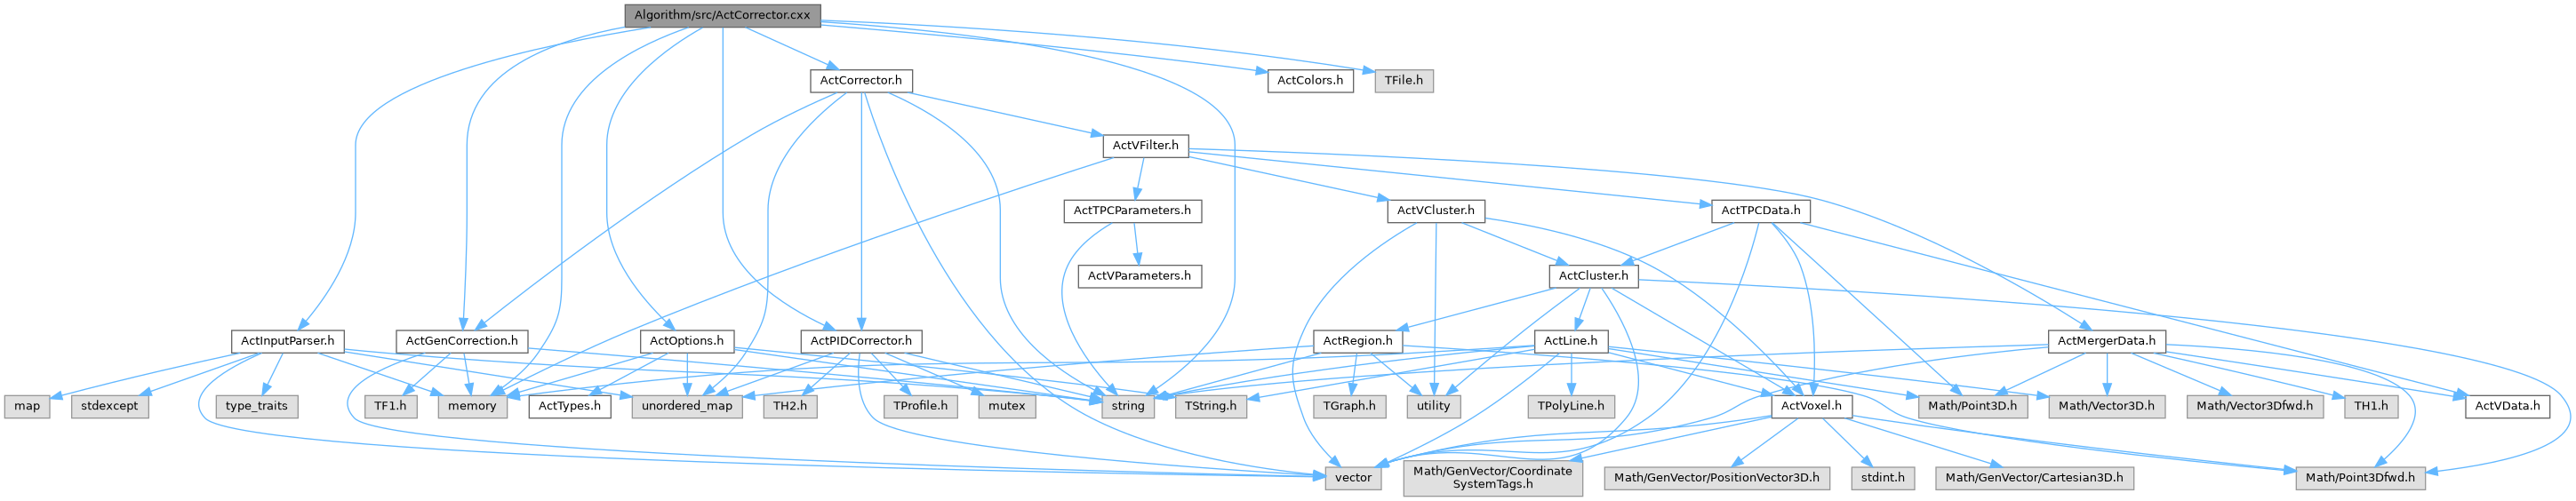 Algorithm/src/ActCorrector.cxx
ActCorrector.h
ActColors.h
TFile.h
ActVFilter.h
ActTPCParameters.h
ActVCluster.h
ActTPCData.h
ActVParameters.h
ActCluster.h
ActInputParser.h
ActGenCorrection.h
ActOptions.h
ActPIDCorrector.h
ActRegion.h
ActLine.h
ActMergerData.h
map
stdexcept
type_traits
TF1.h
memory
ActTypes.h
unordered_map
TH2.h
TProfile.h
mutex
string
TString.h
TGraph.h
utility
TPolyLine.h
ActVoxel.h
Math/Point3D.h
Math/Vector3D.h
Math/Vector3Dfwd.h
TH1.h
ActVData.h
vector
Math/GenVector/Coordinate
SystemTags.h
Math/GenVector/PositionVector3D.h
stdint.h
Math/GenVector/Cartesian3D.h
Math/Point3Dfwd.h